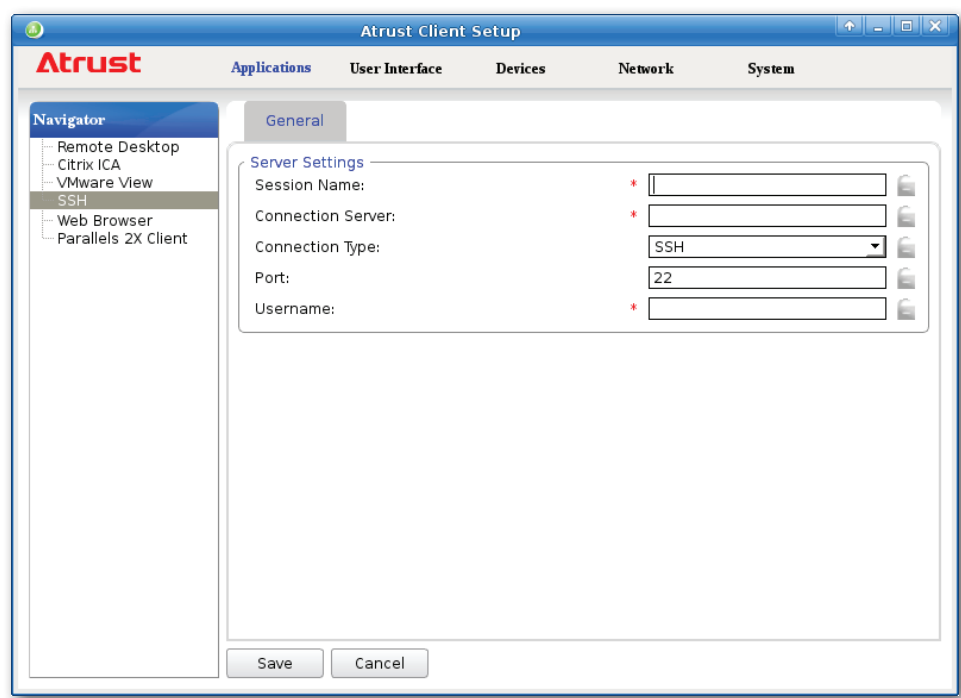 Atrust Client Setup
Atrust
Applications User Interface Devices Network System
Navigator
Remote Desktop
Citrix ICA
VMware View
SSH
Web Browser
Parallels 2X Client
General
Server Settings
Session Name: *
Connection Server: *
Connection Type: SSH
Port: 22
Username: *
Save Cancel